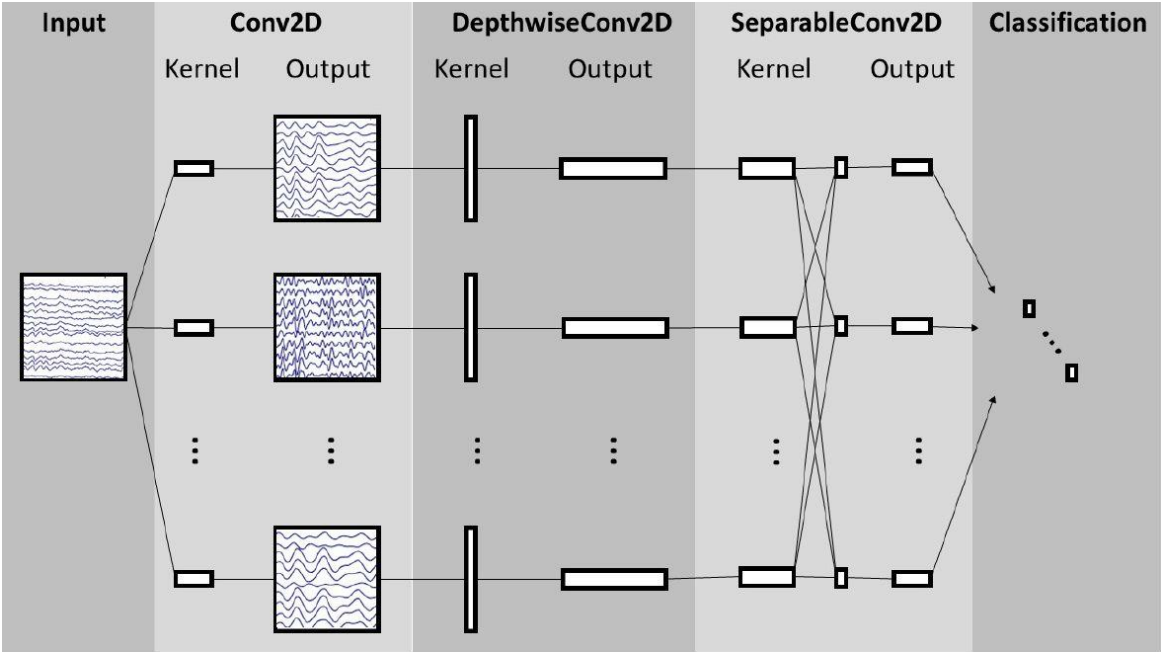 Input Conv2D DepthwiseConv2D SeparableConv2D Classification
Kernel Output Kernel Output Kernel Output